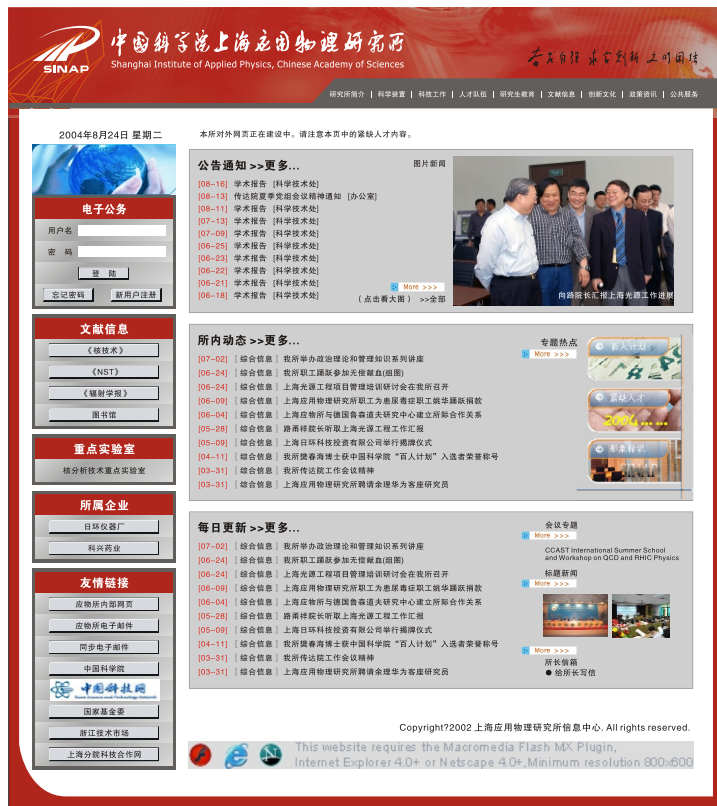 中国科学院上海应用物理研究所
Shanghai Institute of Applied Physics, Chinese Academy of Sciences
SINAP
研究所简介 | 科学装置 | 科技工作 | 人才队伍 | 研究生教育 | 文献信息 | 创新文化 | 政策资讯 | 公共服务
2004年8月24日 星期二
本所对外网页正在建设中。请注意本页中的紧缺人才内容。
电子公务
用户名
密 码
登 陆
忘记密码 新用户注册
文献信息
《核技术》
《NST》
《辐射学报》
图书馆
重点实验室
核分析技术重点实验室
所属企业
日环仪器厂
科兴药业
友情链接
应物所内部网页
应物所电子邮件
同步电子邮件
中国科学院
中国科技网
国家基金委
浙江技术市场
上海分院科技合作网
公告通知 >>更多...
图片新闻
[08-16] 学术报告 [科学技术处]
[08-13] 传达院夏季党组会议精神通知 [办公室]
[08-11] 学术报告 [科学技术处]
[07-13] 学术报告 [科学技术处]
[07-09] 学术报告 [科学技术处]
[06-25] 学术报告 [科学技术处]
[06-23] 学术报告 [科学技术处]
[06-22] 学术报告 [科学技术处]
[06-21] 学术报告 [科学技术处]
[06-18] 学术报告 [科学技术处]
More >>>
（点击看大图） >>全部
向路院长汇报上海光源工作进展
所内动态 >>更多...
[07-02] [综合信息] 我所举办政治理论和管理知识系列讲座
[06-24] [综合信息] 我所职工踊跃参加无偿献血(组图)
[06-24] [综合信息] 上海光源工程项目管理培训研讨会在我所召开
[06-09] [综合信息] 上海应用物理研究所职工为患尿毒症职工姚华踊跃捐款
[06-04] [综合信息] 上海应物所与德国鲁森道夫研究中心建立所际合作关系
[05-28] [综合信息] 路甬祥院长听取上海光源工程工作汇报
[05-09] [综合信息] 上海日环科技投资有限公司举行揭牌仪式
[04-11] [综合信息] 我所樊春海博士获中国科学院“百人计划”入选者荣誉称号
[03-31] [综合信息] 我所传达院工作会议精神
[03-31] [综合信息] 上海应用物理研究所聘请余理华为客座研究员
专题热点
More >>>
百人计划
紧缺人才
2004......
形象标识
SINAP
每日更新 >>更多...
[07-02] [综合信息] 我所举办政治理论和管理知识系列讲座
[06-24] [综合信息] 我所职工踊跃参加无偿献血(组图)
[06-24] [综合信息] 上海光源工程项目管理培训研讨会在我所召开
[06-09] [综合信息] 上海应用物理研究所职工为患尿毒症职工姚华踊跃捐款
[06-04] [综合信息] 上海应物所与德国鲁森道夫研究中心建立所际合作关系
[05-28] [综合信息] 路甬祥院长听取上海光源工程工作汇报
[05-09] [综合信息] 上海日环科技投资有限公司举行揭牌仪式
[04-11] [综合信息] 我所樊春海博士获中国科学院“百人计划”入选者荣誉称号
[03-31] [综合信息] 我所传达院工作会议精神
[03-31] [综合信息] 上海应用物理研究所聘请余理华为客座研究员
会议专题
More >>>
CCAST International Summer School
and Workshop on QCD and RHIC Physics
标题新闻
More >>>
More >>>
所长信箱
● 给所长写信
Copyright?2002 上海应用物理研究所信息中心. All rights reserved.
This website requires the Macromedia Flash MX Plugin,
Internet Explorer 4.0+ or Netscape 4.0+,Minimum resolution 800x600